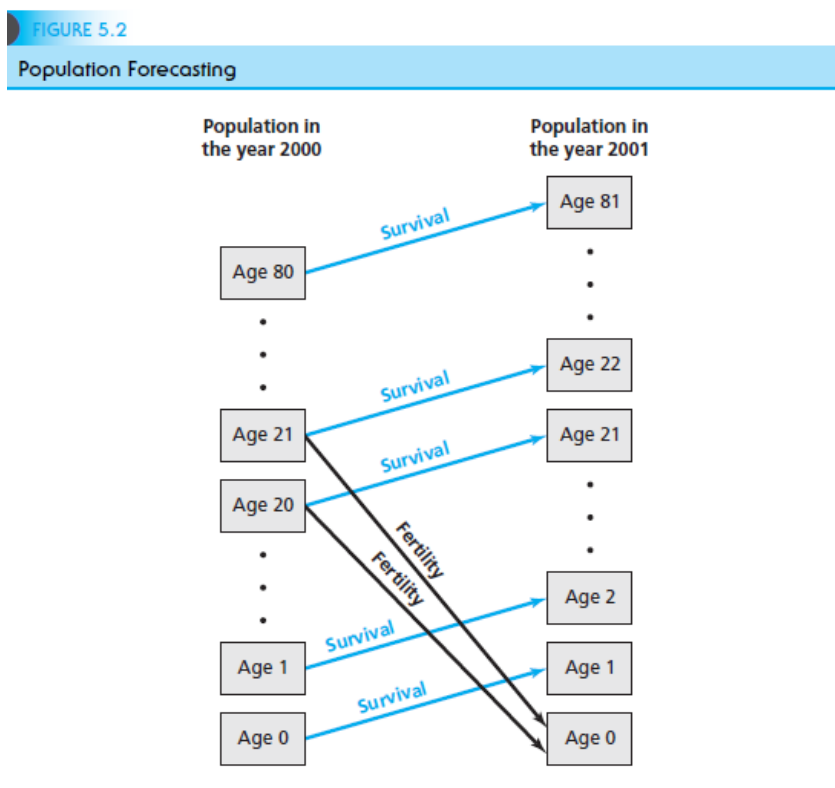 FIGURE 5.2
Population Forecasting
Population in
the year 2000
Population in
the year 2001
Age 81
Survival
Age 80
Age 22
Survival
Age 21
Age 21
Survival
Age 20
Fertility
Fertility
Age 2
Survival
Age 1
Age 1
Survival
Age 0
Age 0